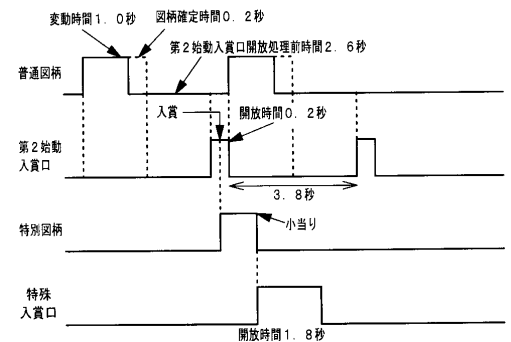 変動時間1.0秒
図柄確定時間0.2秒
第2始動入賞口開放処理前時間2.6秒
普通図柄
入賞
開放時間0.2秒
第2始動
入賞口
3.8秒
特別図柄
小当り
特殊
入賞口
開放時間1.8秒